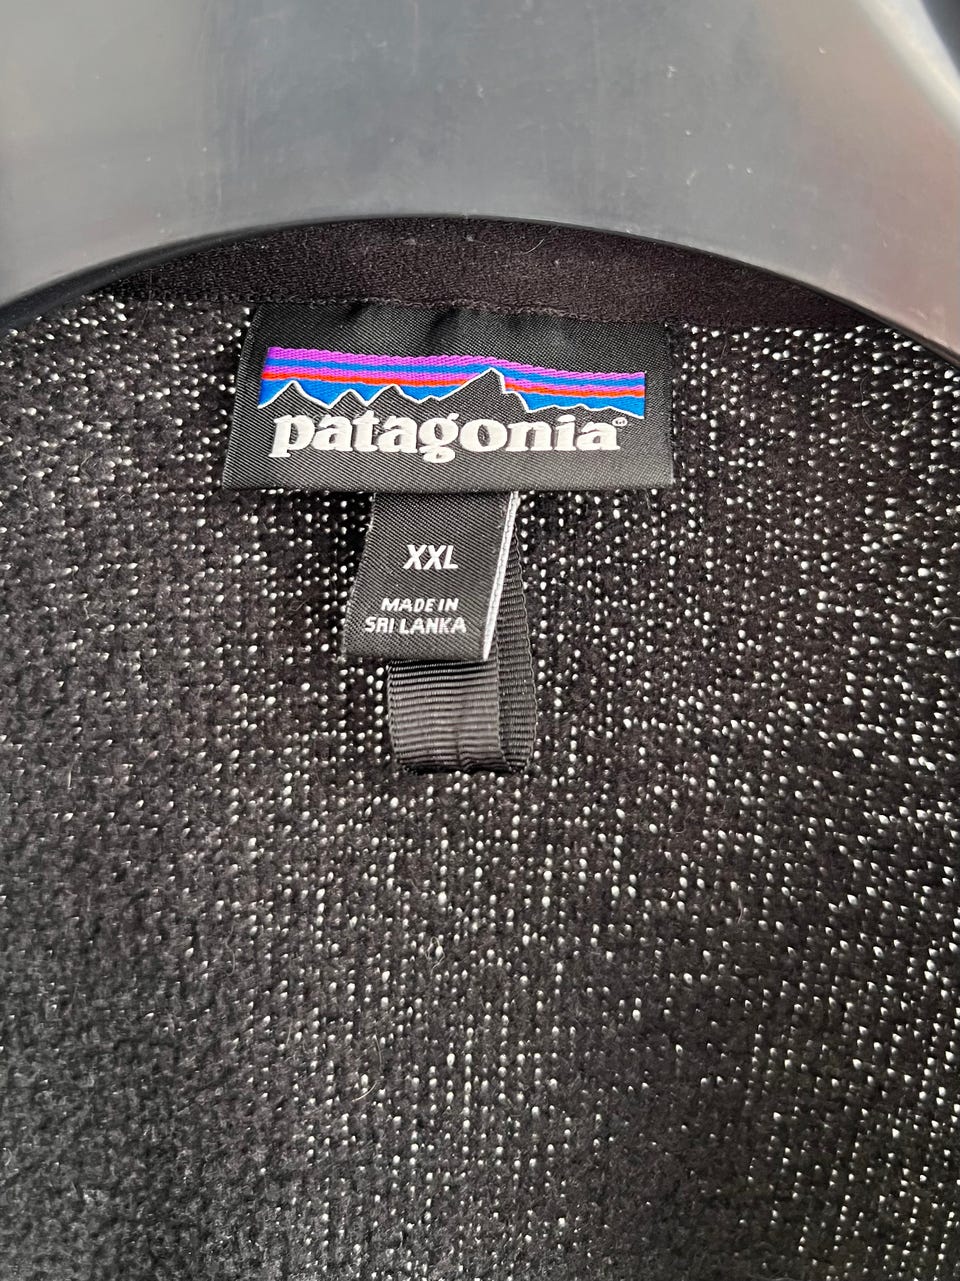 patagonia
XXL
MADE IN
SRI LANKA